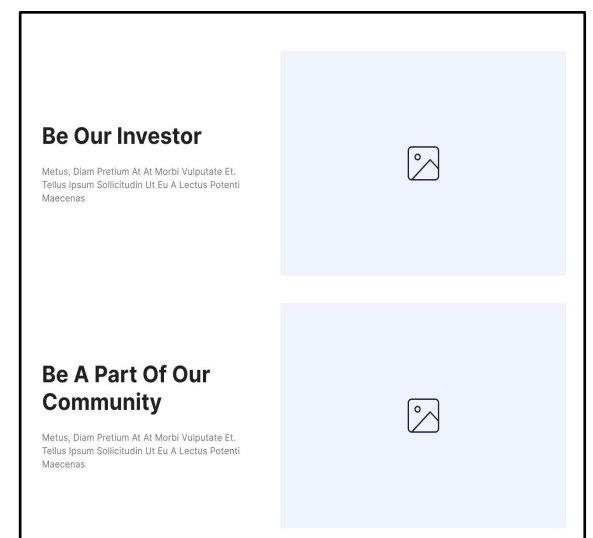 Be Our Investor
Metus, Diam Pretium At At Morbi Vulputate Et.
Tellus Ipsum Sollicitudin Ut Eu A Lectus Potenti
Maecenas
Be A Part Of Our
Community
Metus, Diam Pretium At At Morbi Vulputate Et.
Tellus Ipsum Sollicitudin Ut Eu A Lectus Potenti
Maecenas